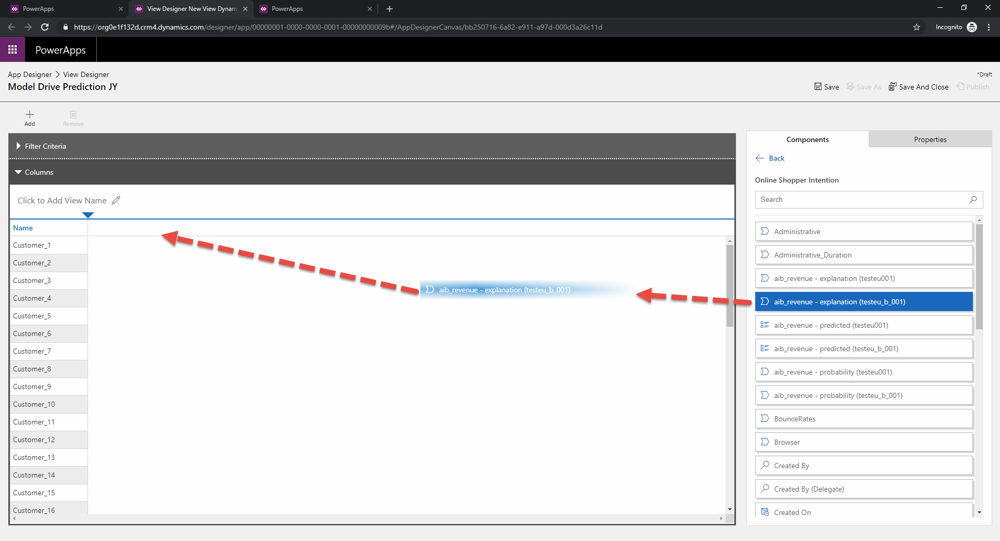 PowerApps
View Designer New View Dynam
PowerApps
https://org0e1f132d.crm4.dynamics.com/designer/app/00000001-0000-0000-0001-00000000009b#/AppDesignerCanvas/bb250716-6a82-e911-a97d-000d3a26c11d
Incognito
PowerApps
App Designer > View Designer
*Draft
Model Drive Prediction JY
Save
Save As
Save And Close
Publish
Add
Remove
Filter Criteria
Columns
Click to Add View Name
Name
Customer_1
Customer_2
Customer_3
Customer_4
Customer_5
Customer_6
Customer_7
Customer_8
Customer_9
Customer_10
Customer_11
Customer_12
Customer_13
Customer_14
Customer_15
Customer_16
aib_revenue - explanation (testeu_b_001)
Components
Properties
Back
Online Shopper Intention
Search
Administrative
Administrative_Duration
aib_revenue - explanation (testeu001)
aib_revenue - explanation (testeu_b_001)
aib_revenue - predicted (testeu001)
aib_revenue - predicted (testeu_b_001)
aib_revenue - probability (testeu001)
aib_revenue - probability (testeu_b_001)
BounceRates
Browser
Created By
Created By (Delegate)
Created On